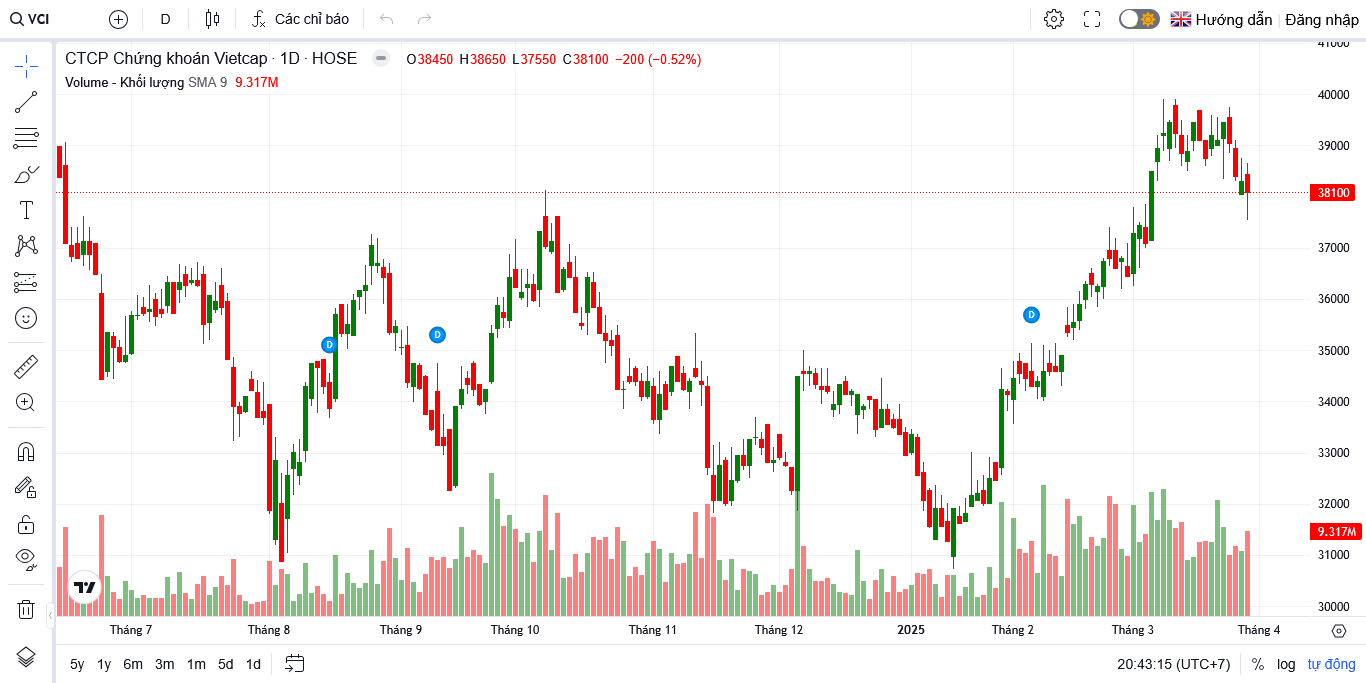 VCI D Các chỉ báo Hướng dẫn Đăng nhập
CTCP Chứng khoán Vietcap · 1D · HOSE O38450 H38650 L37550 C38100 −200 (−0.52%)
Volume - Khối lượng SMA 9 9.317M
41000
40000
39000
38100
37000
36000
35000
34000
33000
32000
9.317M
31000
30000
D
D
D
Tháng 7 Tháng 8 Tháng 9 Tháng 10 Tháng 11 Tháng 12 2025 Tháng 2 Tháng 3 Tháng 4
5y 1y 6m 3m 1m 5d 1d 20:43:15 (UTC+7) % log tự động